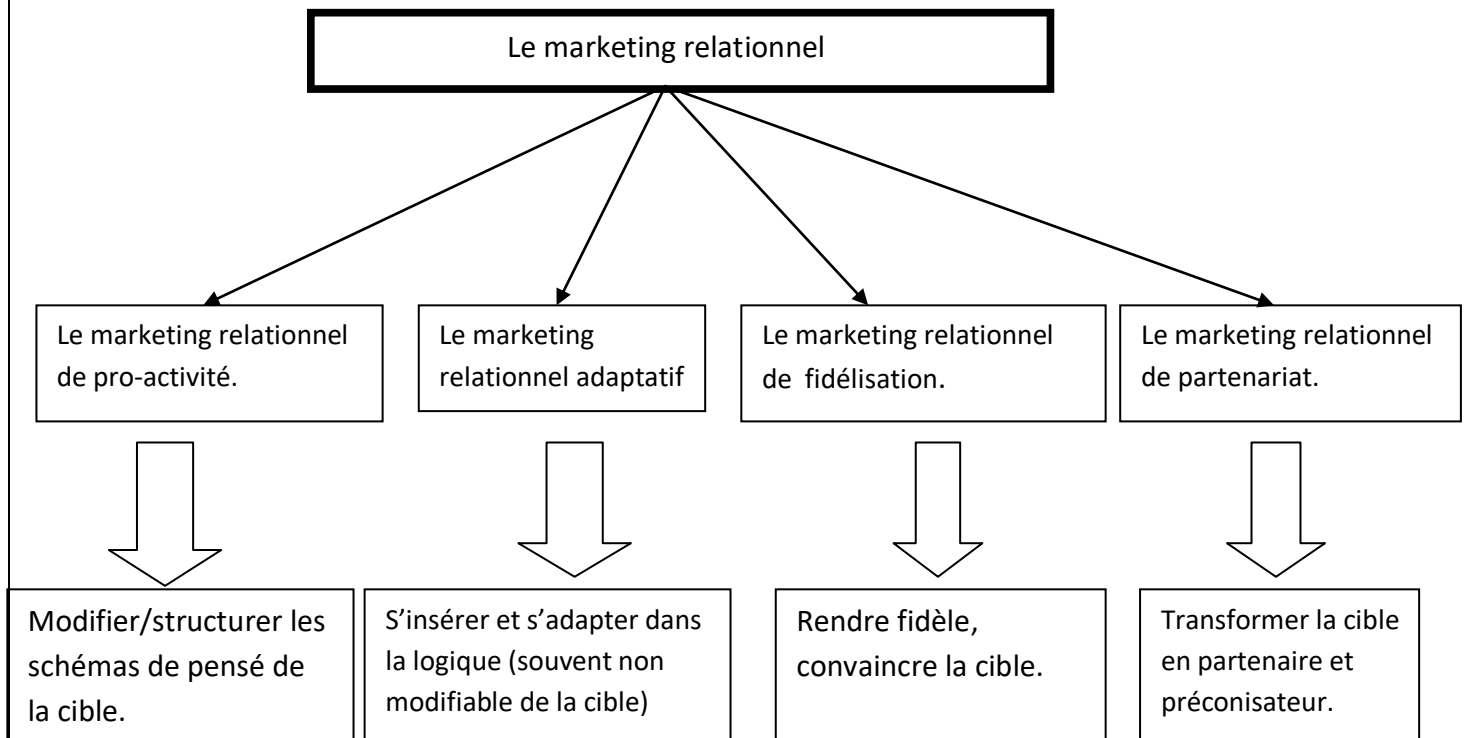 Le marketing relationnel
Le marketing relationnel
de pro-activité.
Le marketing
relationnel adaptatif
Le marketing relationnel
de  fidélisation.
Le marketing relationnel
de partenariat.
Modifier/structurer les
schémas de pensé de
la cible.
S’insérer et s’adapter dans
la logique (souvent non
modifiable de la cible)
Rendre fidèle,
convaincre la cible.
Transformer la cible
en partenaire et
préconisateur.